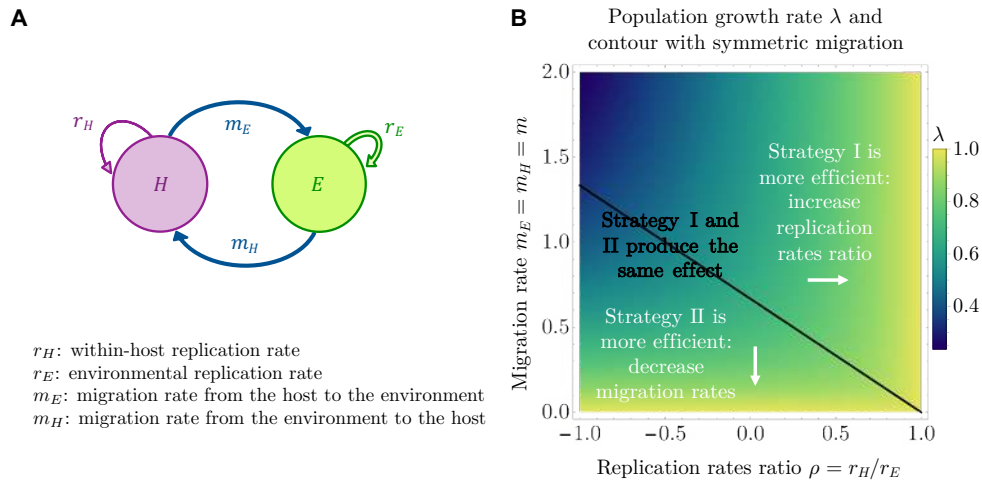 A
r_H
m_E
r_E
H
E
m_H
r_H: within-host replication rate
r_E: environmental replication rate
m_E: migration rate from the host to the environment
m_H: migration rate from the environment to the host
B
Population growth rate λ and
contour with symmetric migration
Migration rate m_E = m_H = m
2.0
1.5
1.0
0.5
0.0
−1.0
−0.5
0.0
0.5
1.0
Replication rates ratio ρ = r_H/r_E
Strategy I is
more efficient:
increase
replication
rates ratio
Strategy I and
II produce the
same effect
Strategy II is
more efficient:
decrease
migration rates
λ
1.0
0.8
0.6
0.4